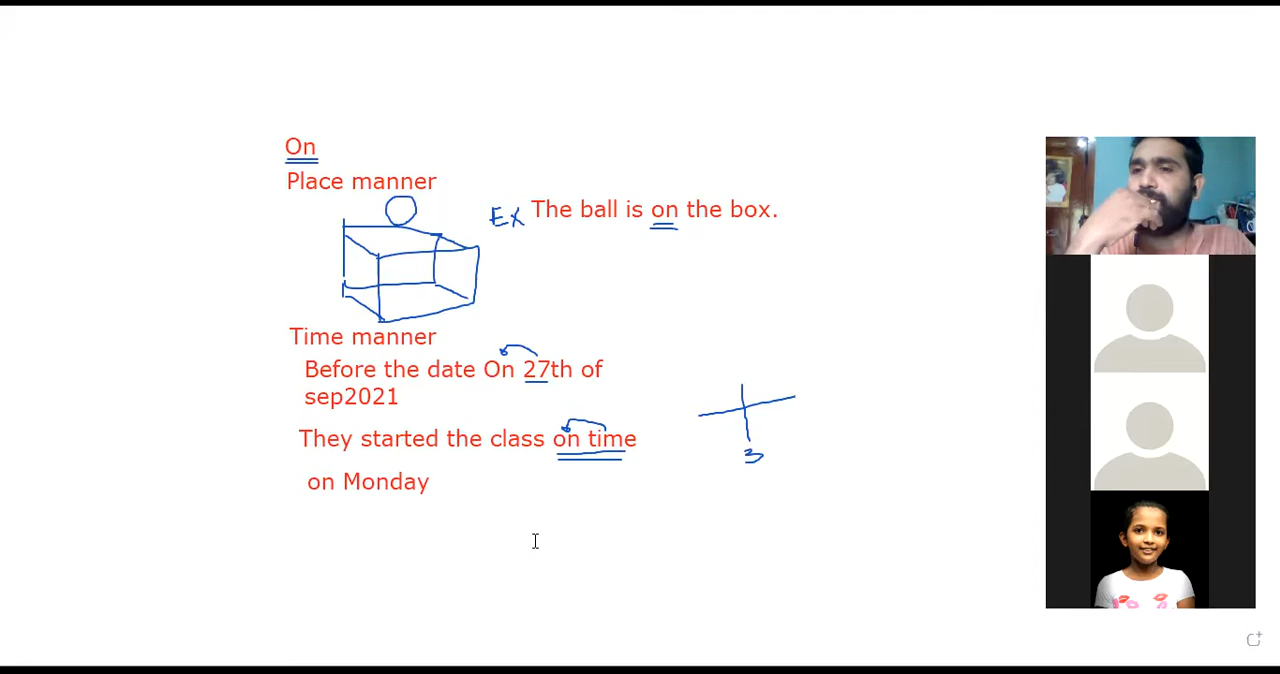 On
Place manner
EX The ball is on the box.
Time manner
Before the date On 27th of
sep2021
They started the class on time
3
on Monday